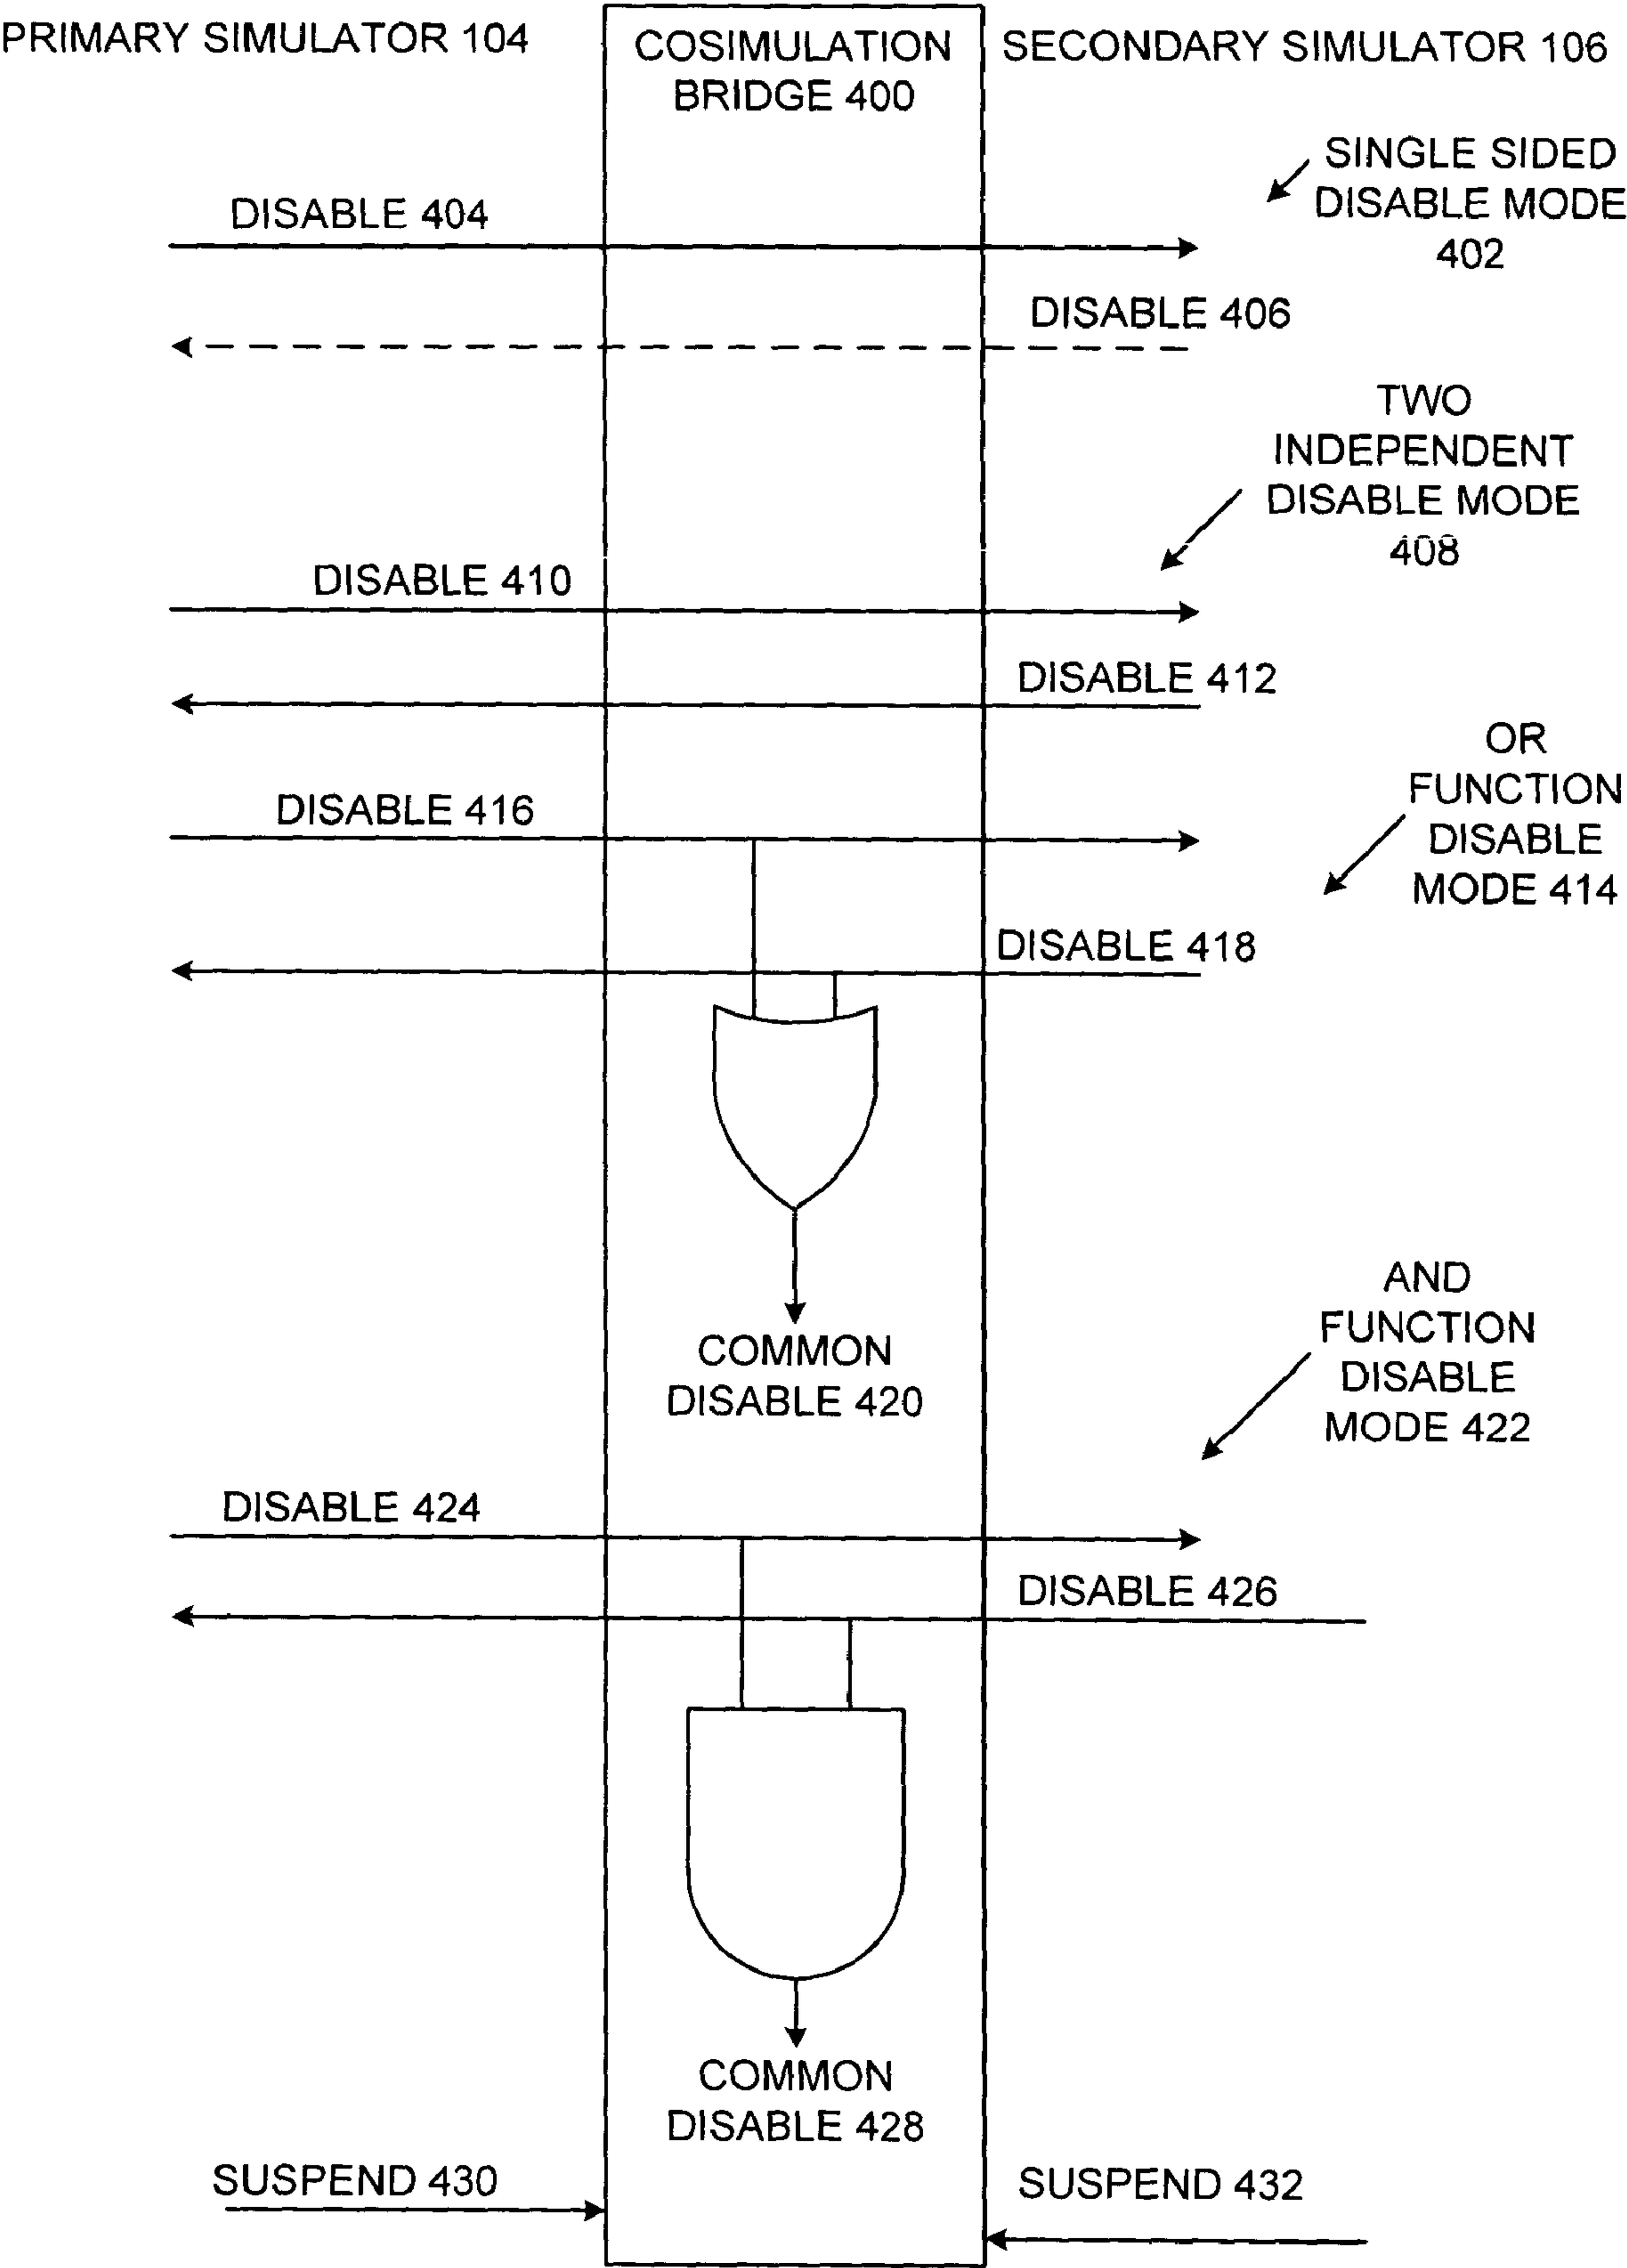 PRIMARY SIMULATOR 104
COSIMULATION
BRIDGE 400
SECONDARY SIMULATOR 106
SINGLE SIDED
DISABLE MODE
402
DISABLE 404
DISABLE 406
TWO
INDEPENDENT
DISABLE MODE
408
DISABLE 410
DISABLE 412
OR
FUNCTION
DISABLE
MODE 414
DISABLE 416
DISABLE 418
COMMON
DISABLE 420
AND
FUNCTION
DISABLE
MODE 422
DISABLE 424
DISABLE 426
COMMON
DISABLE 428
SUSPEND 430
SUSPEND 432